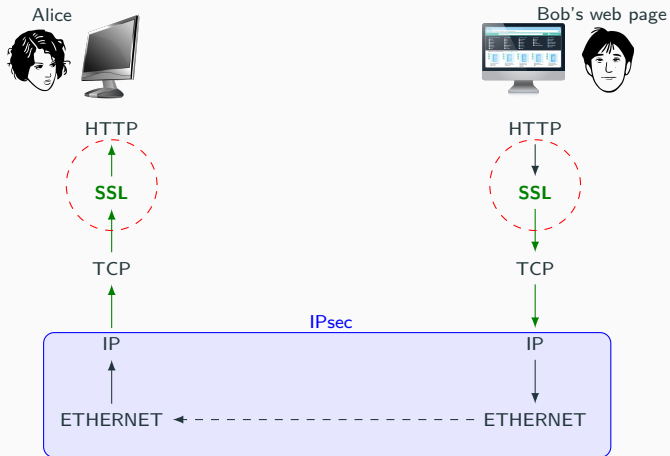 Alice
Bob's web page
HTTP
HTTP
SSL
SSL
TCP
TCP
IPsec
IP
IP
ETHERNET
ETHERNET